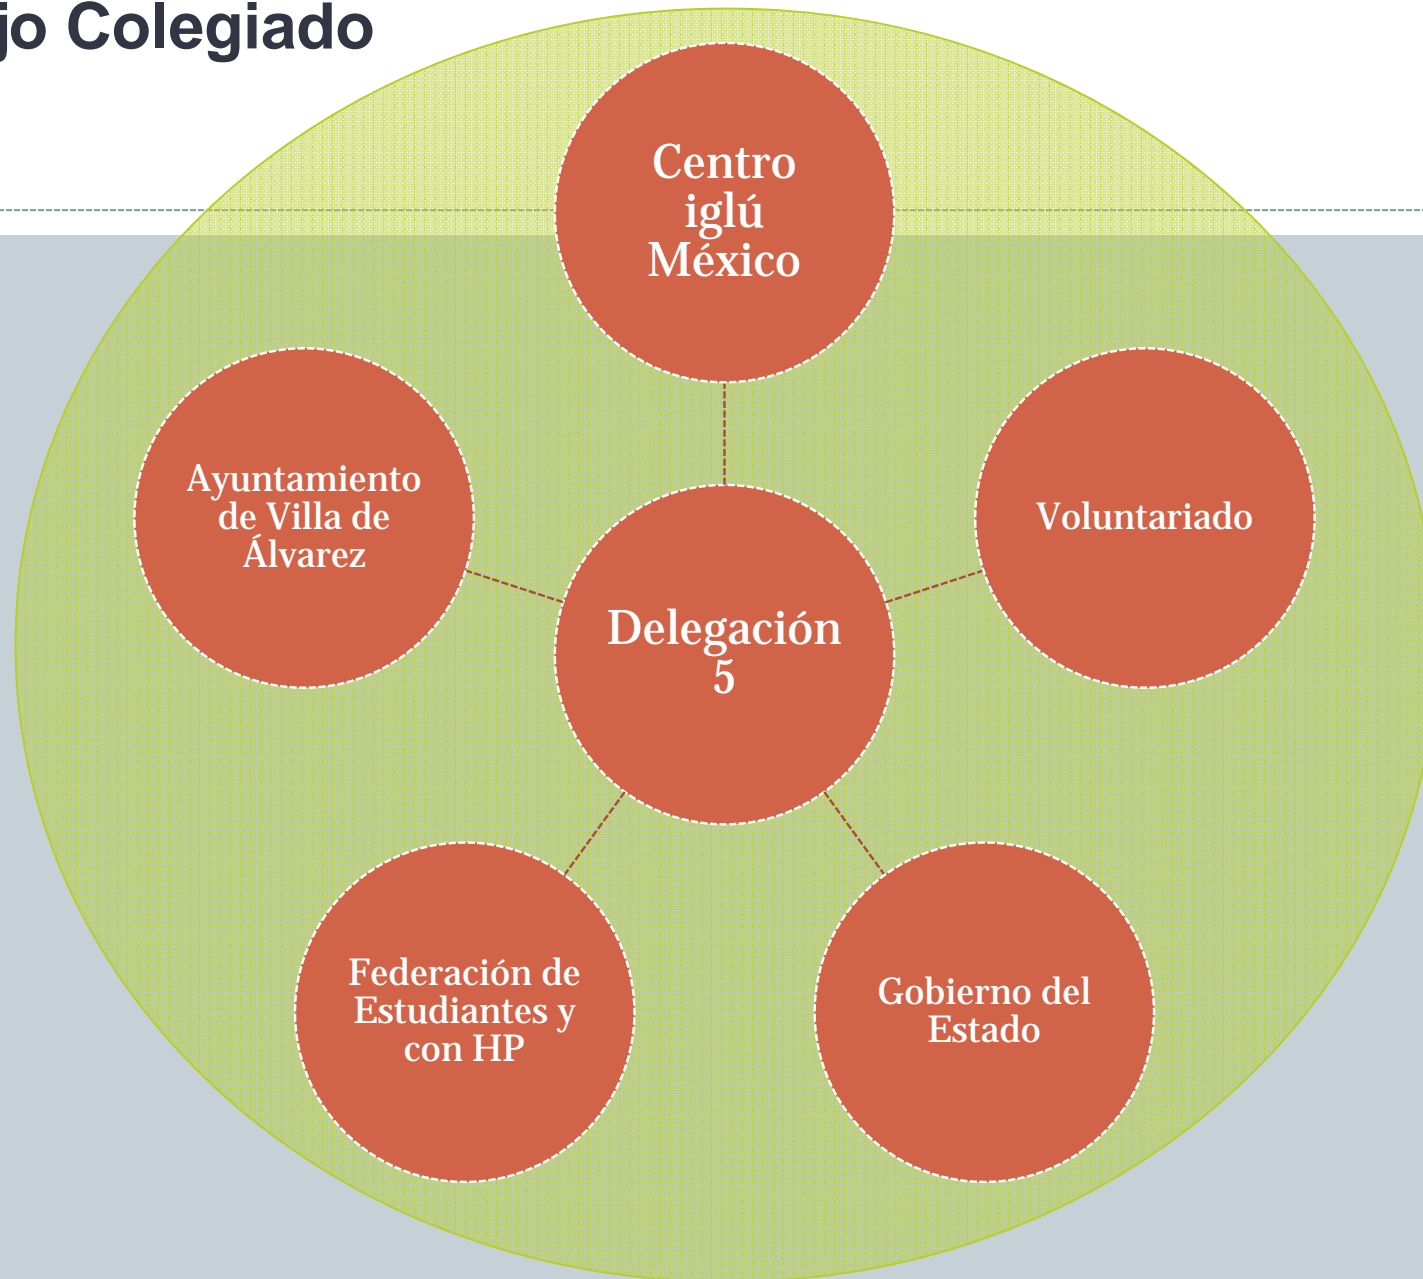 jo Colegiado
Centro
iglú
México
Ayuntamiento
de Villa de
Álvarez
Voluntariado
Delegación
5
Federación de
Estudiantes y
con HP
Gobierno del
Estado